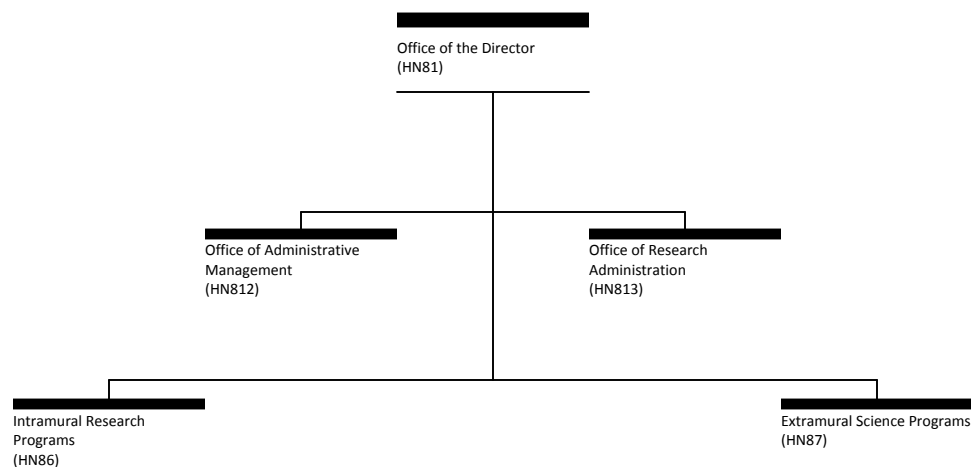 Office of the Director
(HN81)
Office of Administrative
Management
(HN812)
Office of Research
Administration
(HN813)
Intramural Research
Programs
(HN86)
Extramural Science Programs
(HN87)